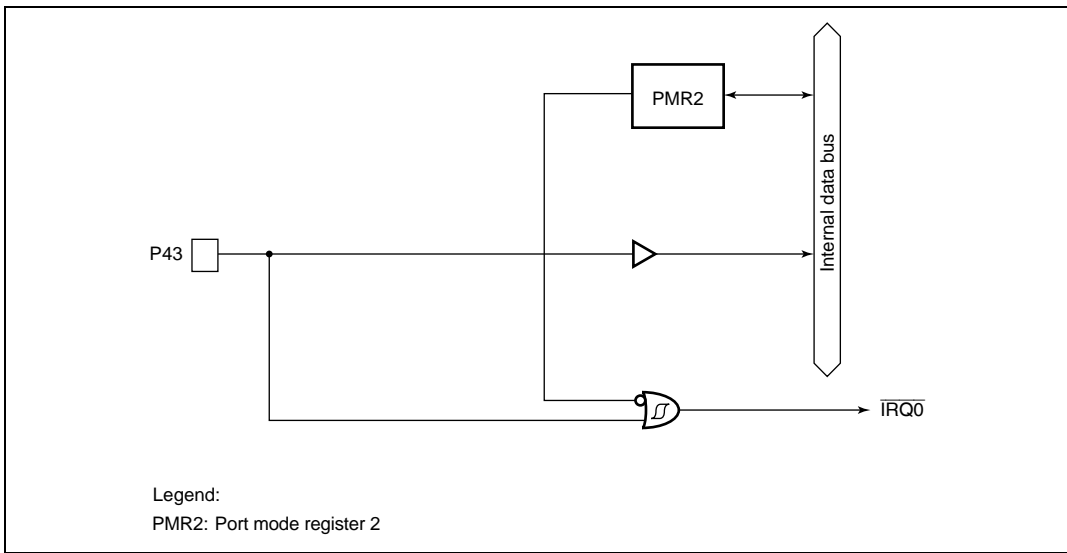 PMR2
Internal data bus
P43
IRQ0
Legend:
PMR2: Port mode register 2